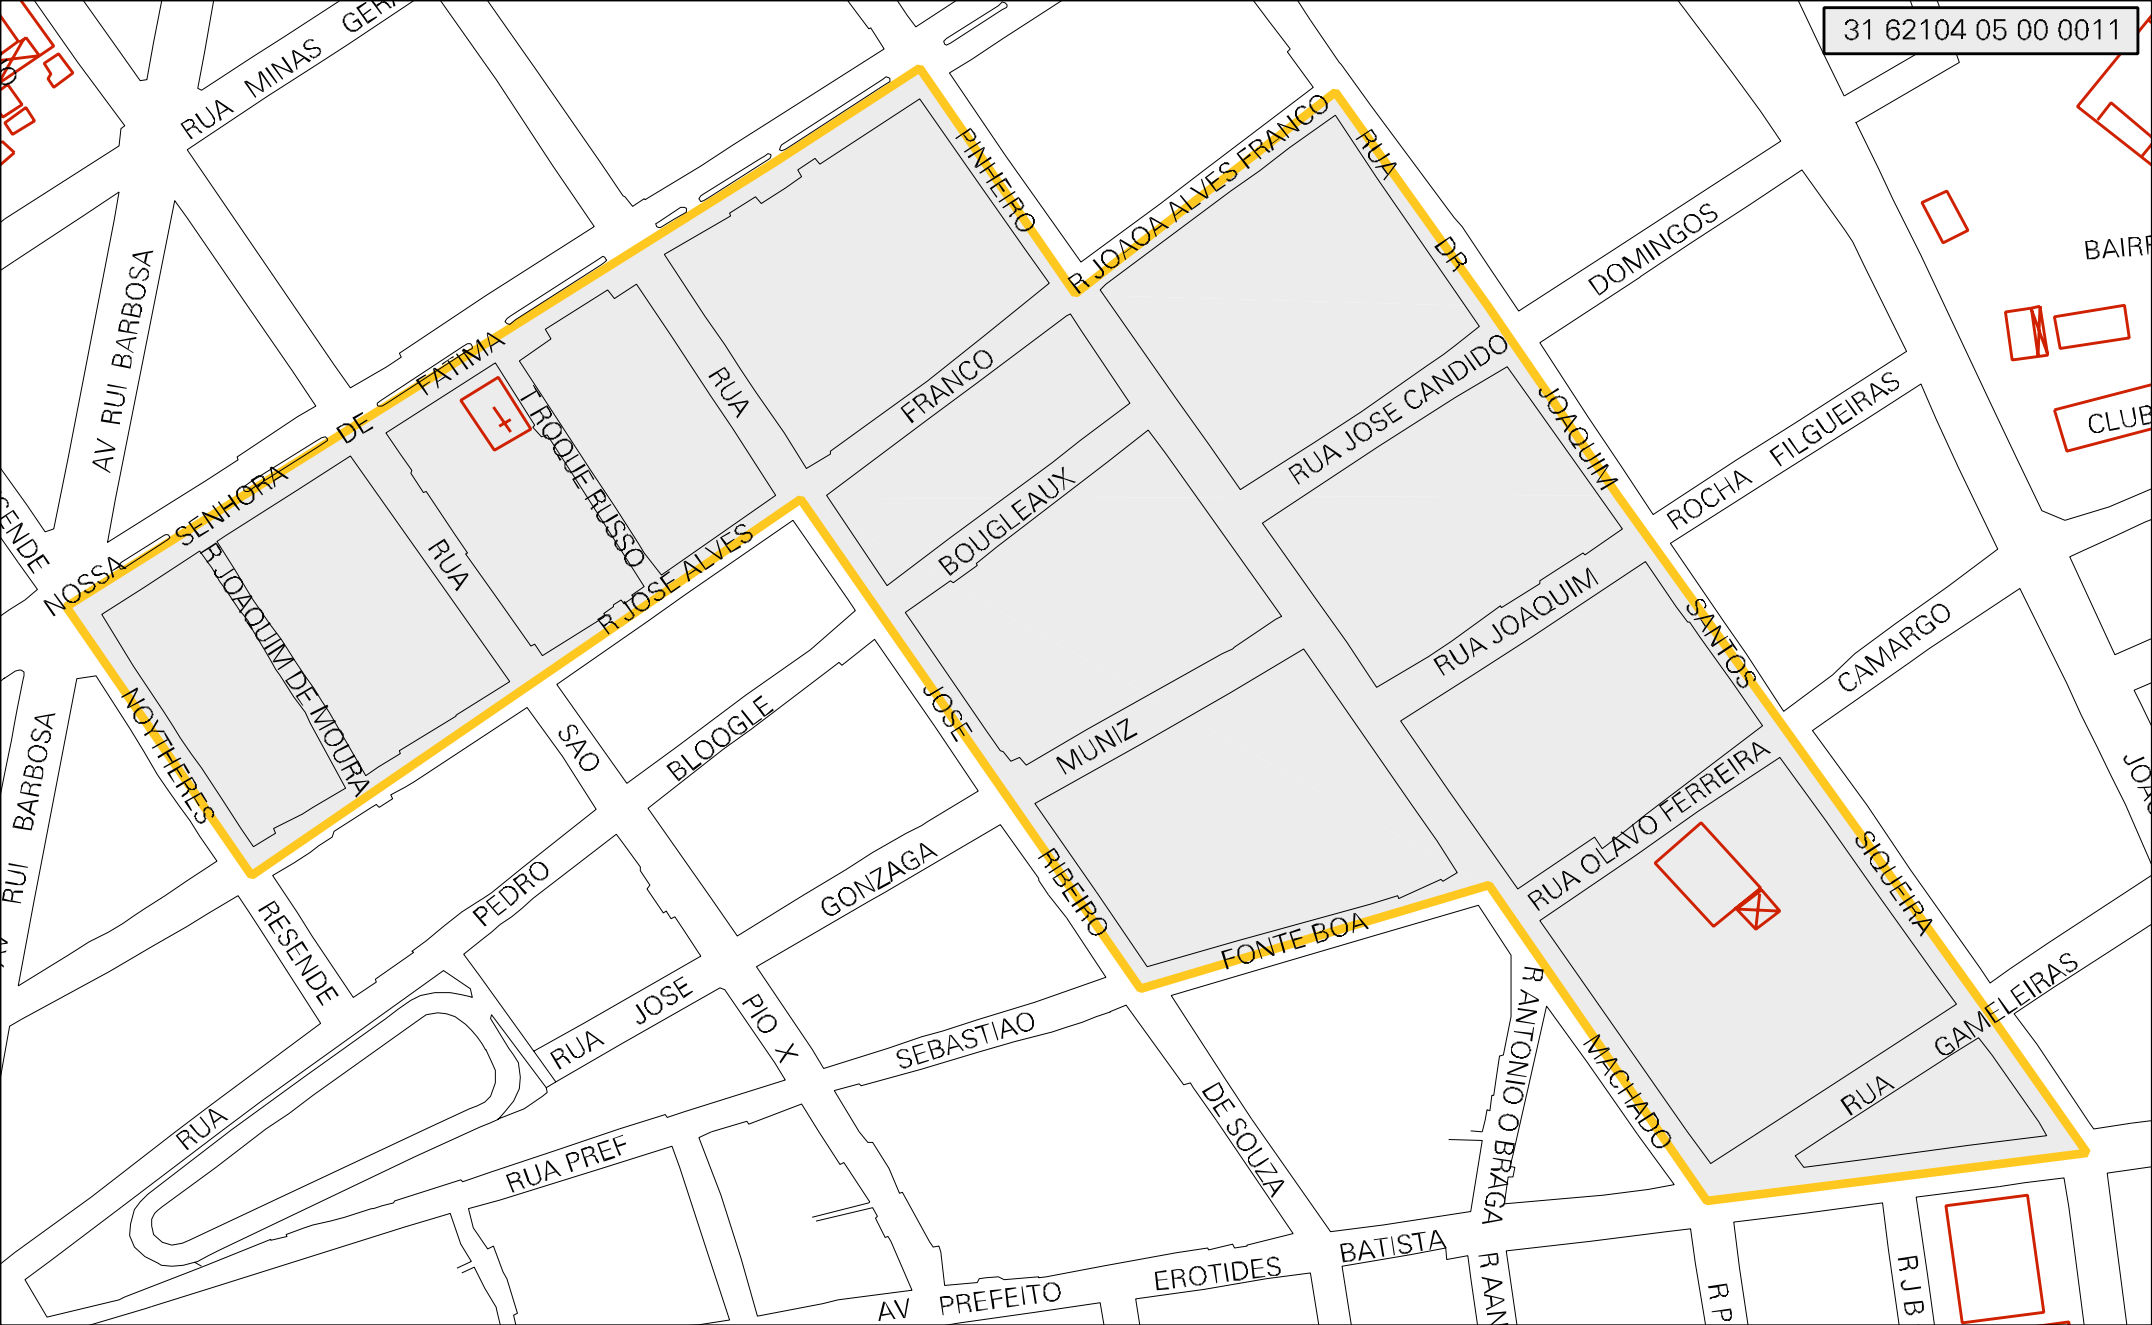 31 62104 05 00 0011
RUA MINAS
PINHEIRO
R JOAOA ALVES FRANCO
RUA
DR
DOMINGOS
AV RUI BARBOSA
FATIMA
DE
SENHORA
NOSSA
RUA
FRANCO
RUA JOSE CANDIDO
JOAQUIM
ROCHA FILGUEIRAS
CLUB
T ROQUE RUSSO
BOUGLEAUX
R JOAQUIM DE MOURA
RUA
R JOSE ALVES
RUA JOAQUIM
SANTOS
CAMARGO
NOYTHERES
SAO
BLOOGLE
JOSE
MUNIZ
RUA OLAVO FERREIRA
RUI BARBOSA
PEDRO
GONZAGA
RIBEIRO
SIQUEIRA
RESENDE
FONTE BOA
RUA JOSE
PIO X
SEBASTIAO
R ANTONIO O BRAGA
MACHADO
RUA GAMELEIRAS
RUA
RUA PREF
DE SOUZA
BATISTA
EROTIDES
AV PREFEITO
R AAN
R P
R J B